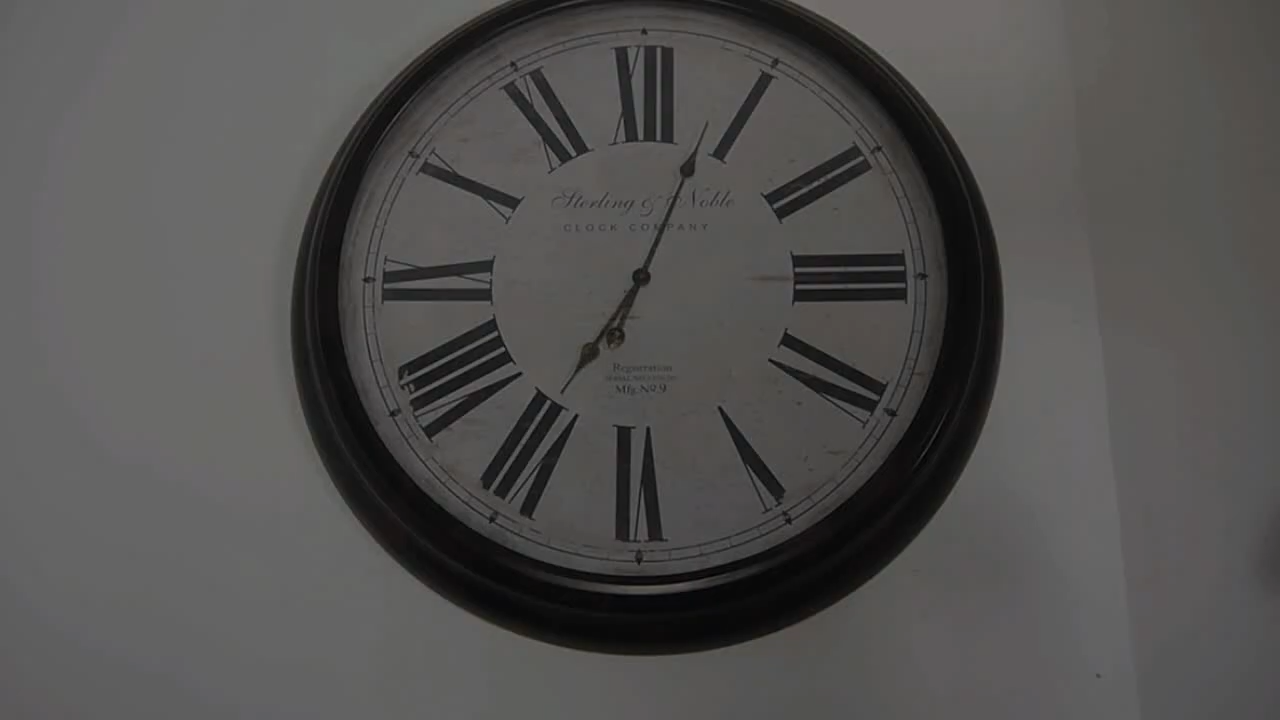 XII
XI
I
X
II
Sterling & Noble
CLOCK COMPANY
IX
III
VIII
IIII
Registration
Mfg.No.9
VII
V
VI